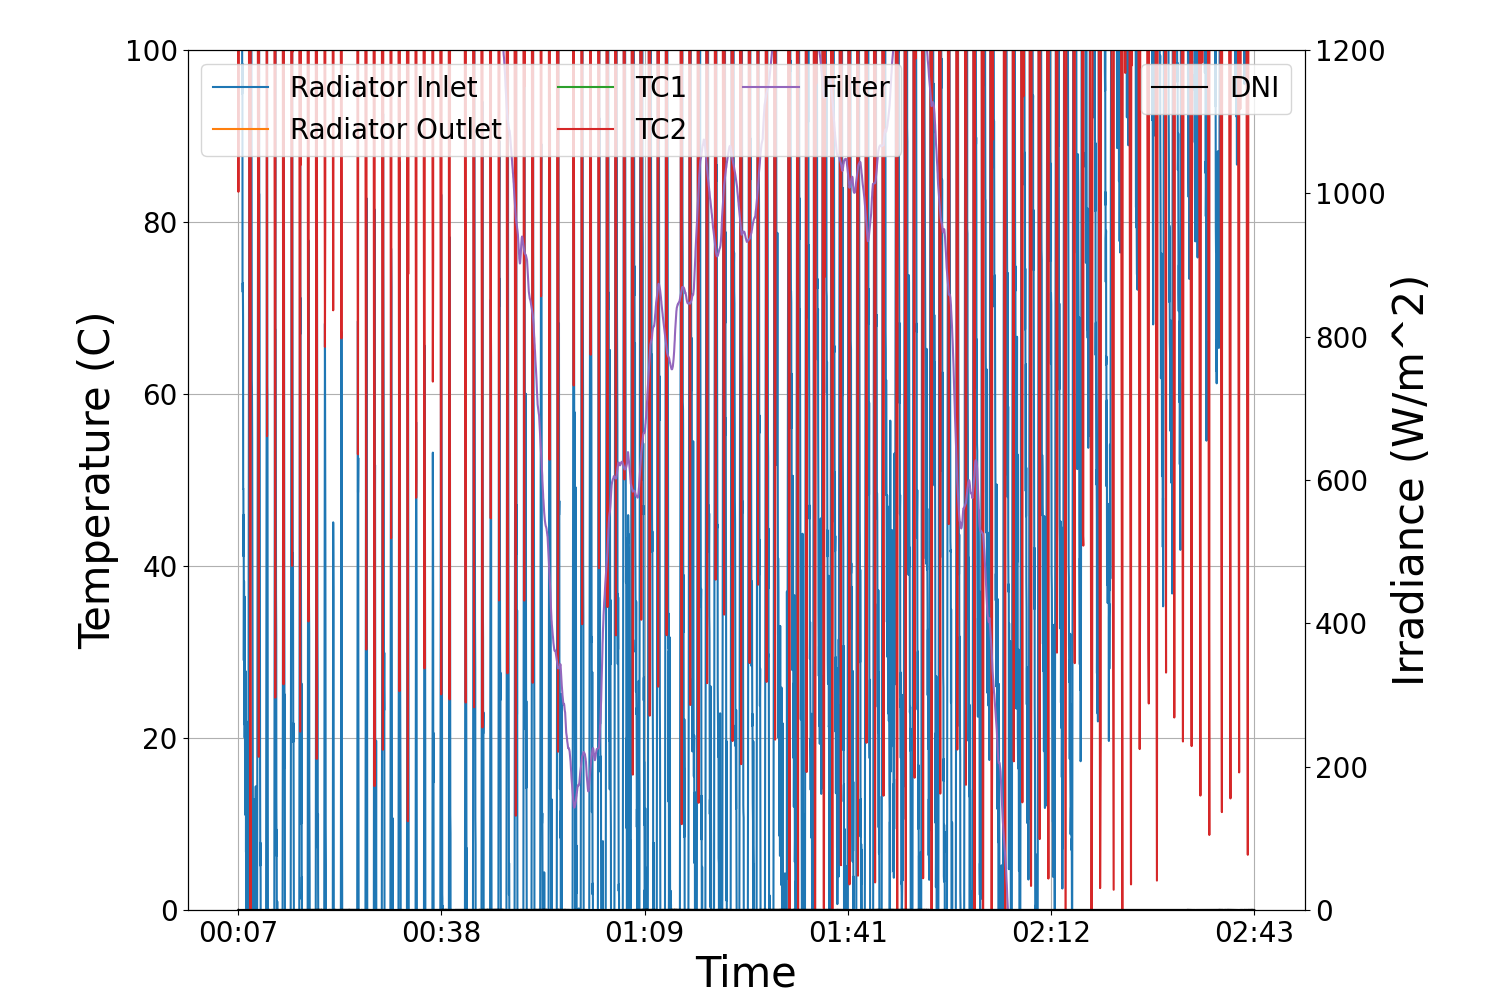 Radiator Inlet
Radiator Outlet
TC1
TC2
Filter
DNI
100
80
60
40
20
0
Temperature (C)
1200
1000
800
600
400
200
0
Irradiance (W/m^2)
00:07 00:38 01:09 01:41 02:12 02:43
Time